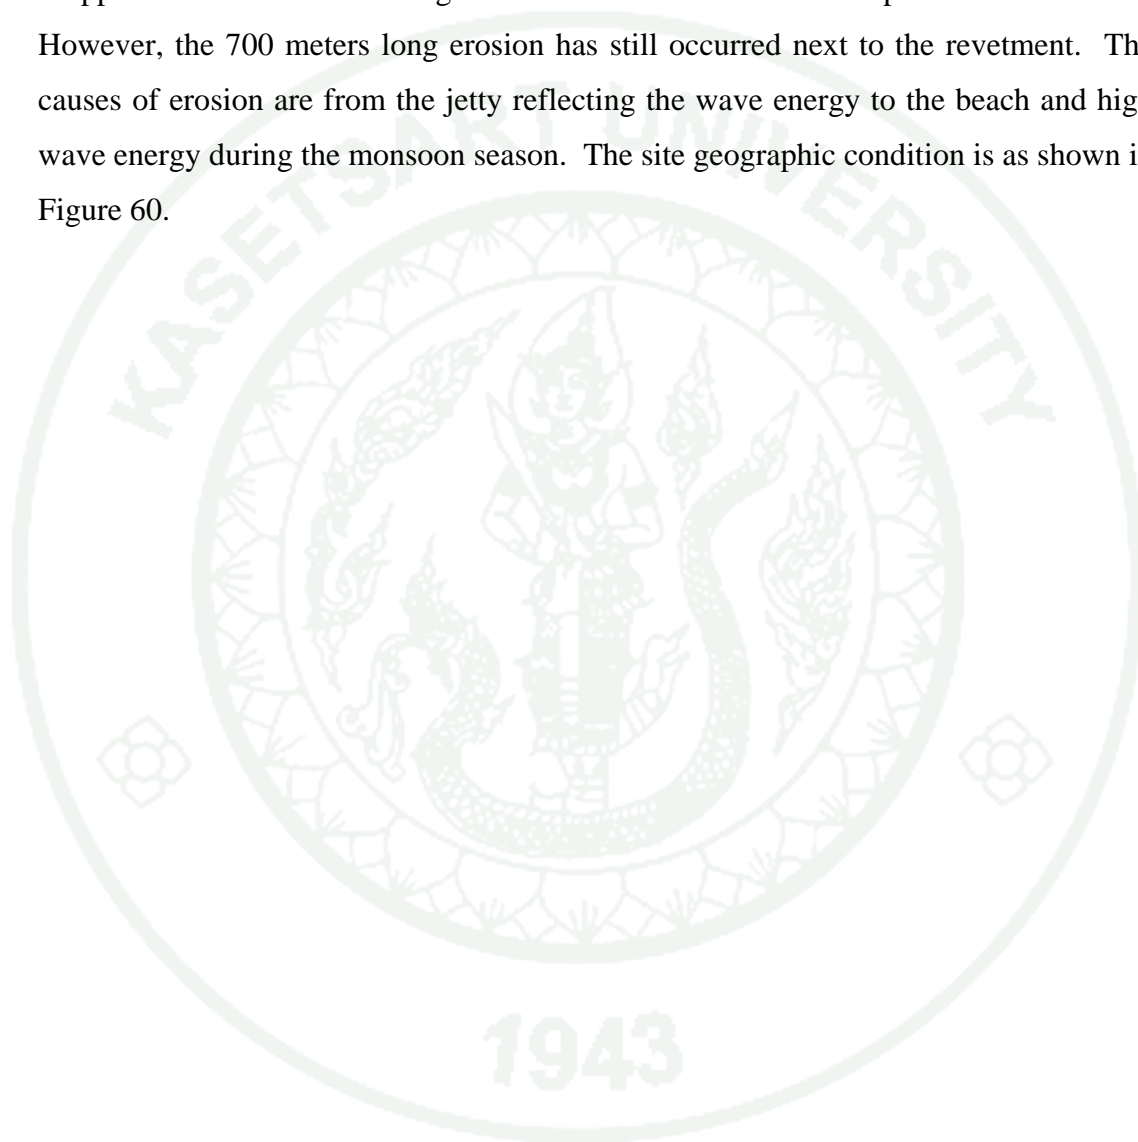 However, the 700 meters long erosion has still occurred next to the revetment. Th
causes of erosion are from the jetty reflecting the wave energy to the beach and hig
wave energy during the monsoon season. The site geographic condition is as shown i
Figure 60.
KASETSART UNIVERSITY
1943